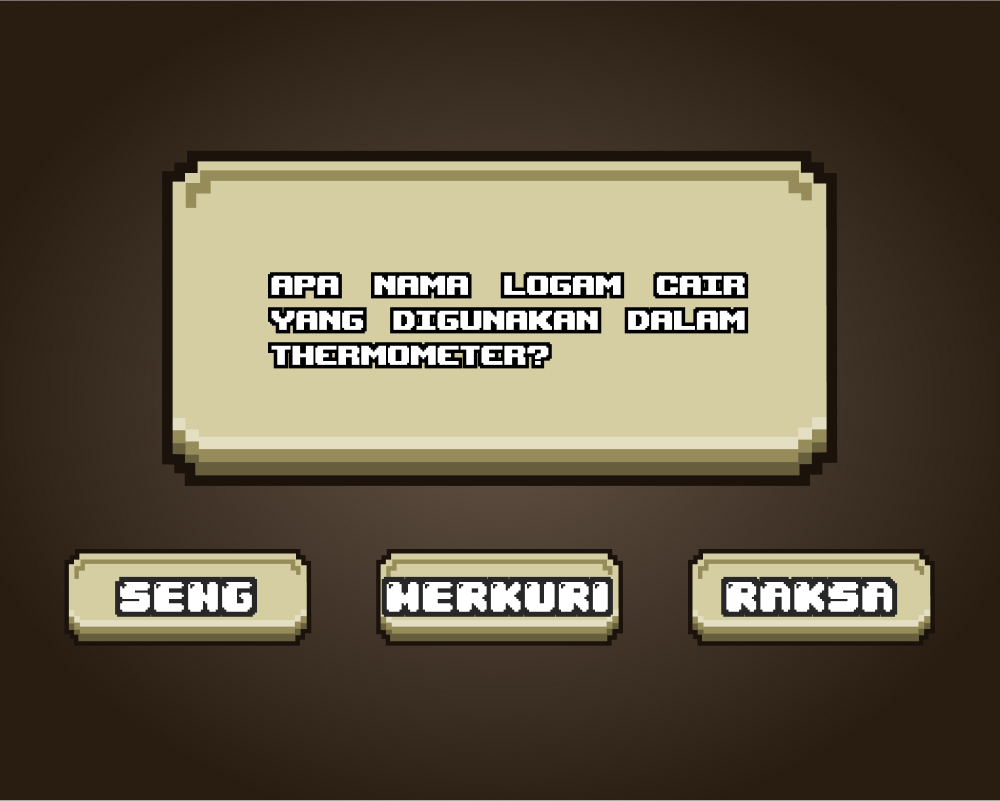 APA NAMA LOGAM CAIR
YANG DIGUNAKAN DALAM
THERMOMETER?
SENG
MERKURI
RAKSA